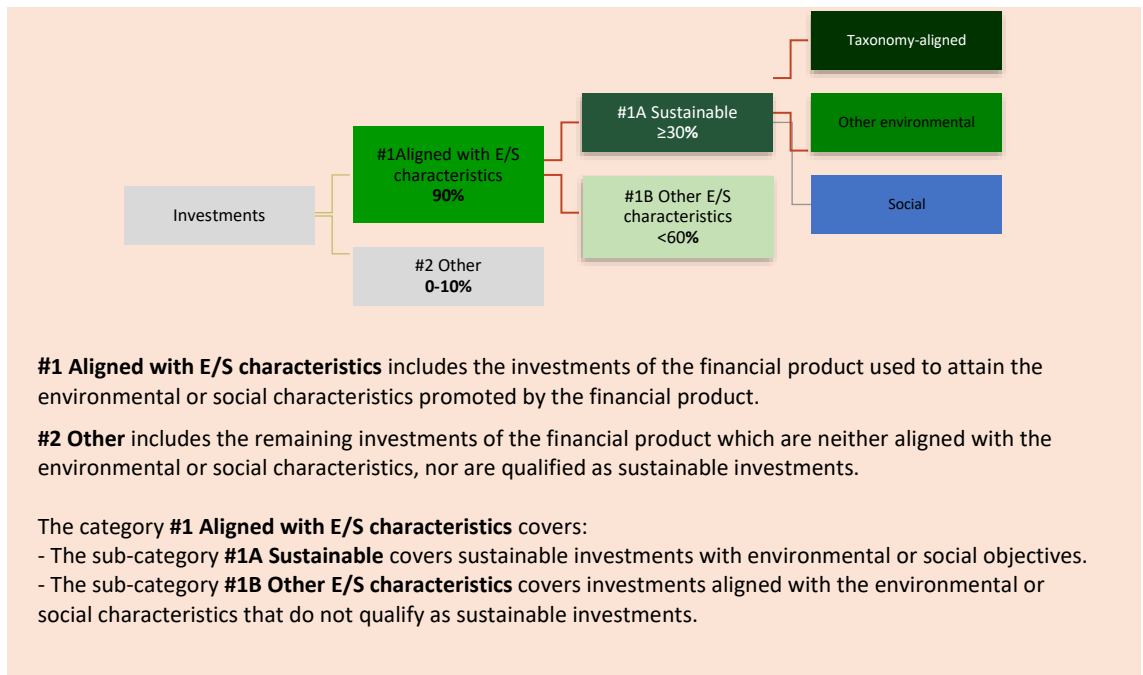 Taxonomy-aligned
#1A Sustainable
≥30%
Other environmental
#1Aligned with E/S
characteristics
90%
Investments
#1B Other E/S
characteristics
<60%
Social
#2 Other
0-10%
#1 Aligned with E/S characteristics includes the investments of the financial product used to attain the
environmental or social characteristics promoted by the financial product.
#2 Other includes the remaining investments of the financial product which are neither aligned with the
environmental or social characteristics, nor are qualified as sustainable investments.
The category #1 Aligned with E/S characteristics covers:
- The sub-category #1A Sustainable covers sustainable investments with environmental or social objectives.
- The sub-category #1B Other E/S characteristics covers investments aligned with the environmental or
social characteristics that do not qualify as sustainable investments.